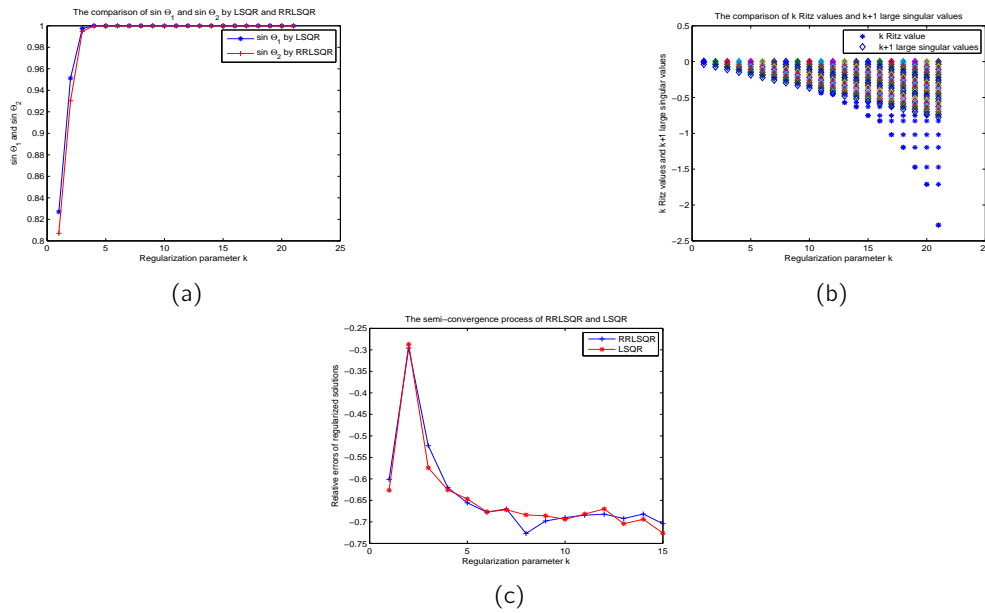 The comparison of sin Θ1 and sin Θ2 by LSQR and RRLSQR
sin Θ1 by LSQR
sin Θ2 by RRLSQR
sin Θ1 and sin Θ2
1
0.98
0.96
0.94
0.92
0.9
0.88
0.86
0.84
0.82
0.8
0 5 10 15 20 25
Regularization parameter k
(a)
The comparison of k Ritz values and k+1 large singular values
k Ritz value
k+1 large singular values
k Ritz values and k+1 large singular values
0.5
0
−0.5
−1
−1.5
−2
−2.5
0 5 10 15 20 25
Regularization parameter k
(b)
The semi−convergence process of RRLSQR and LSQR
RRLSQR
LSQR
Relative errors of regularized solutions
−0.25
−0.3
−0.35
−0.4
−0.45
−0.5
−0.55
−0.6
−0.65
−0.7
−0.75
0 5 10 15
Regularization parameter k
(c)